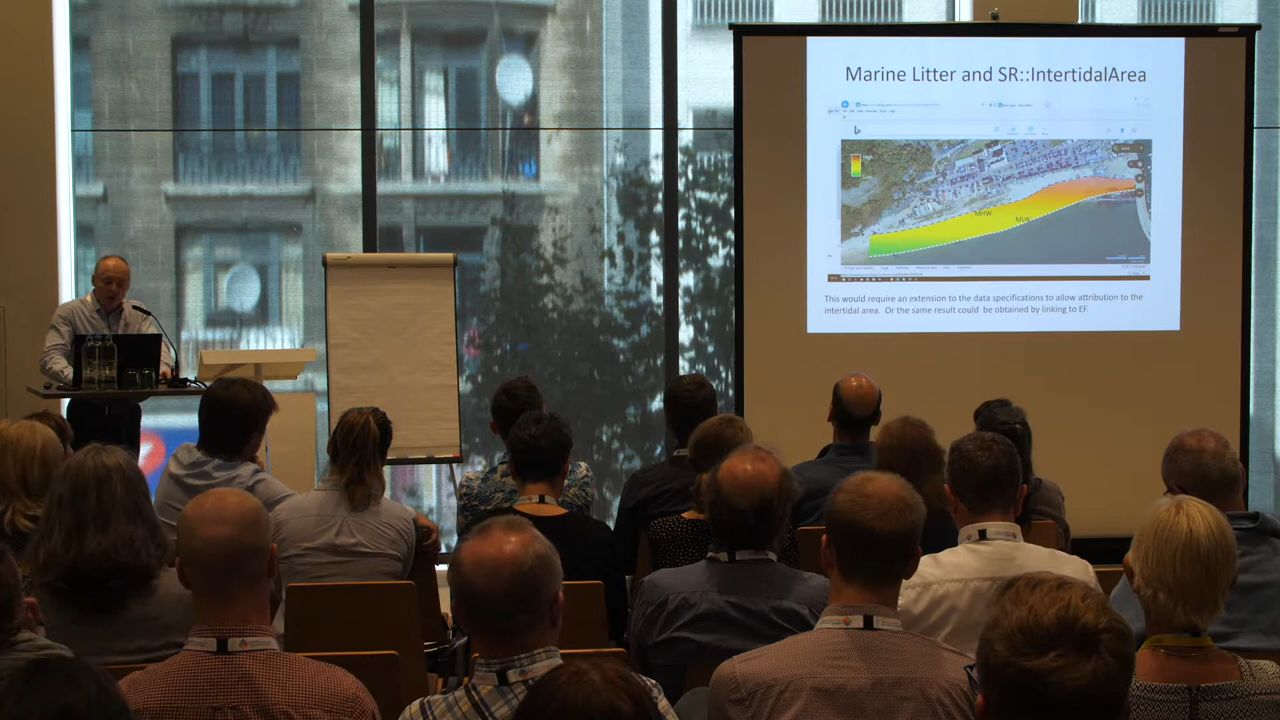 Marine Litter and SR::IntertidalArea
High
MHW
MLW
This would require an extension to the data specifications to allow attribution to the
intertidal area.  Or the same result could  be obtained by linking to EF.